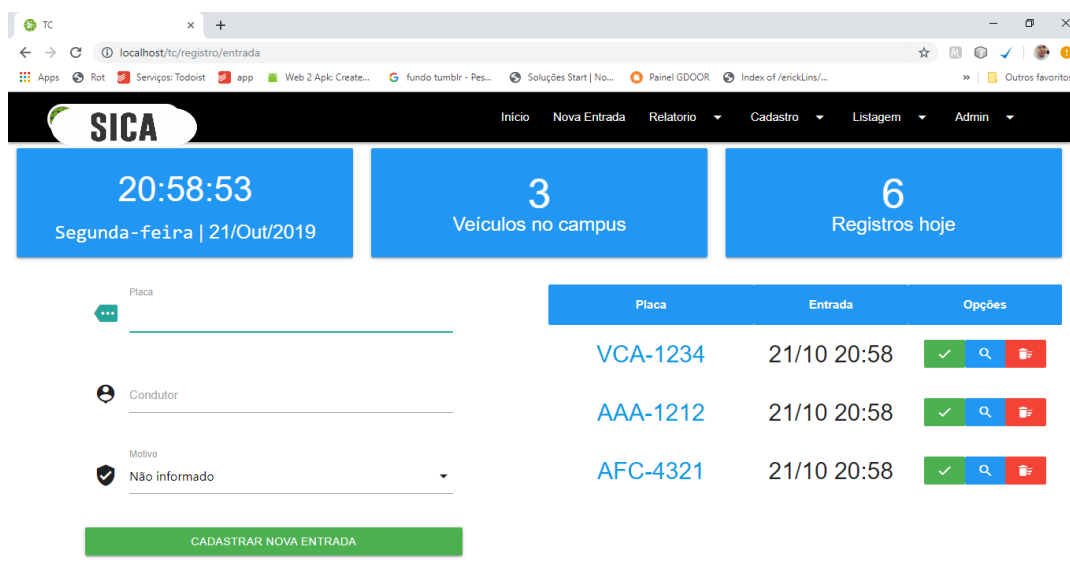 TC
localhost/tc/registro/entrada
Apps Rot Serviços: Todoist app Web 2 Apk: Create... fundo tumblr - Pes... Soluções Start | No... Painel GDOOR Index of /erickLins/... » Outros favoritos
SICA Início Nova Entrada Relatorio Cadastro Listagem Admin
20:58:53
Segunda-feira | 21/Out/2019
3
Veículos no campus
6
Registros hoje
Placa
Condutor
Motivo
Não informado
CADASTRAR NOVA ENTRADA
Placa Entrada Opções
VCA-1234 21/10 20:58
AAA-1212 21/10 20:58
AFC-4321 21/10 20:58